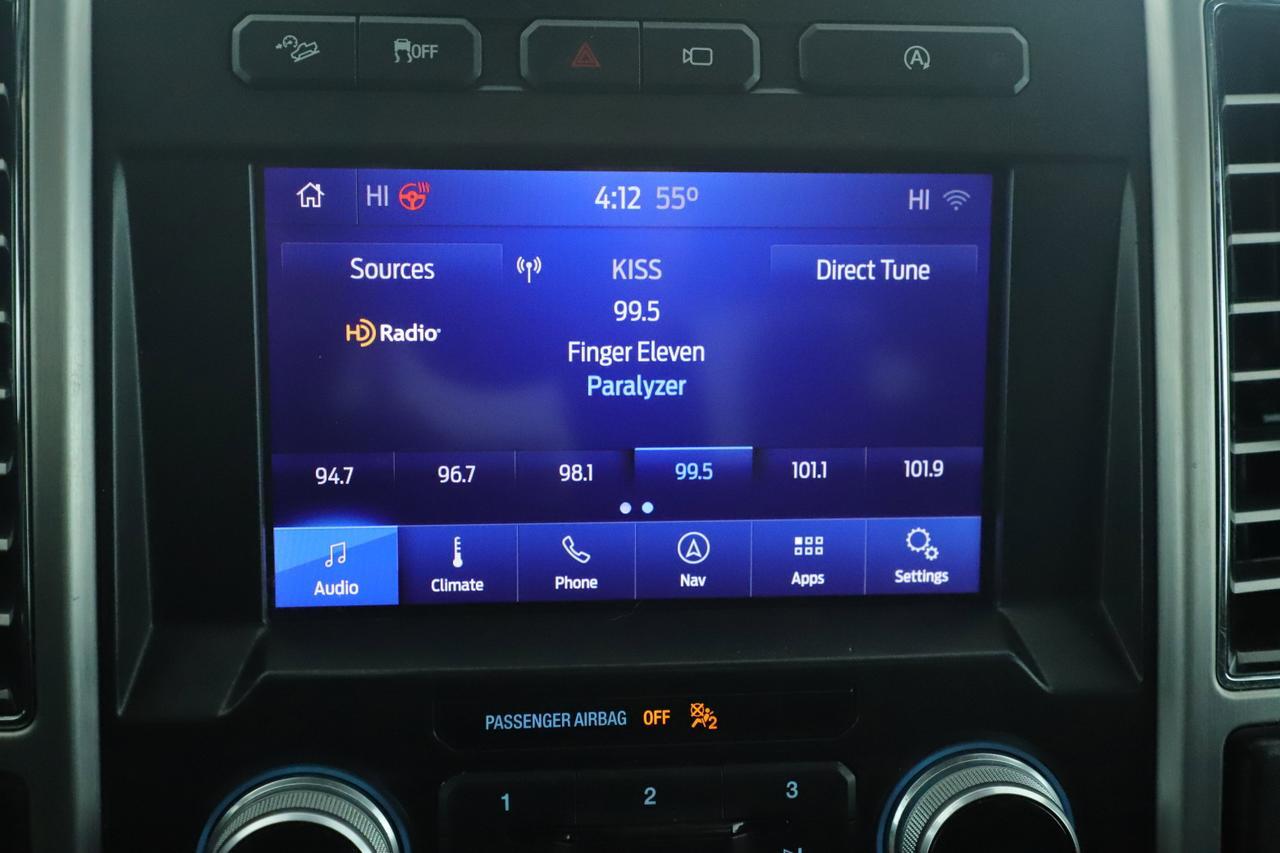 OFF
A
HI 4:12 55° HI
Sources KISS Direct Tune
99.5
HD Radio
Finger Eleven
Paralyzer
94.7 96.7 98.1 99.5 101.1 101.9
Audio Climate Phone Nav Apps Settings
PASSENGER AIRBAG OFF 2
1 2 3